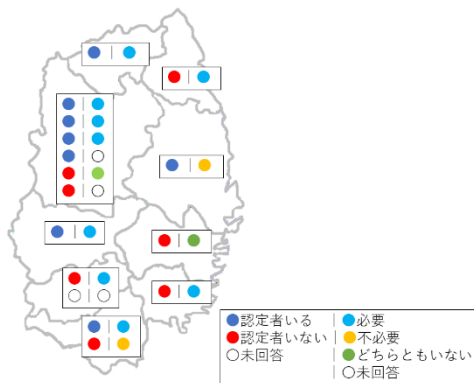 ●認定者いる | ●必要
●認定者いない | ●不必要
○未回答 | ●どちらともいない
○未回答